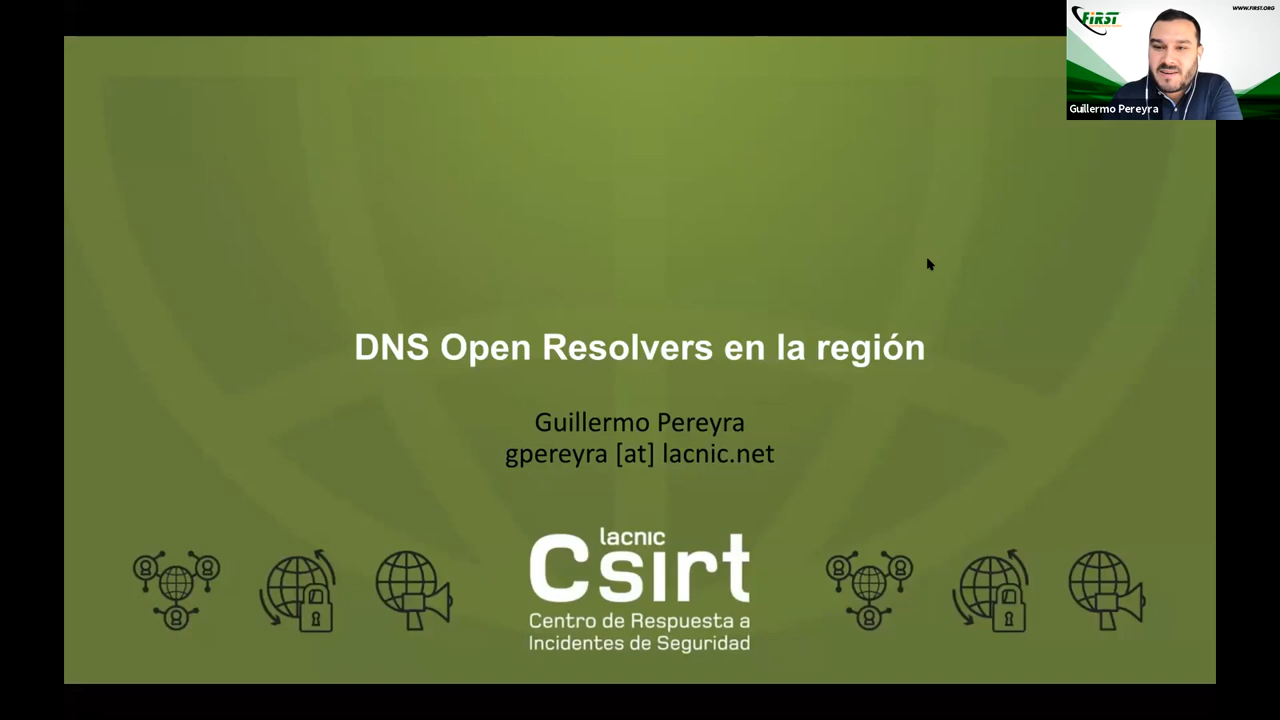 FiRST
WWW.FIRST.ORG
Guillermo Pereyra
DNS Open Resolvers en la región
Guillermo Pereyra
gpereyra [at] lacnic.net
lacnic
Csirt
Centro de Respuesta a
Incidentes de Seguridad